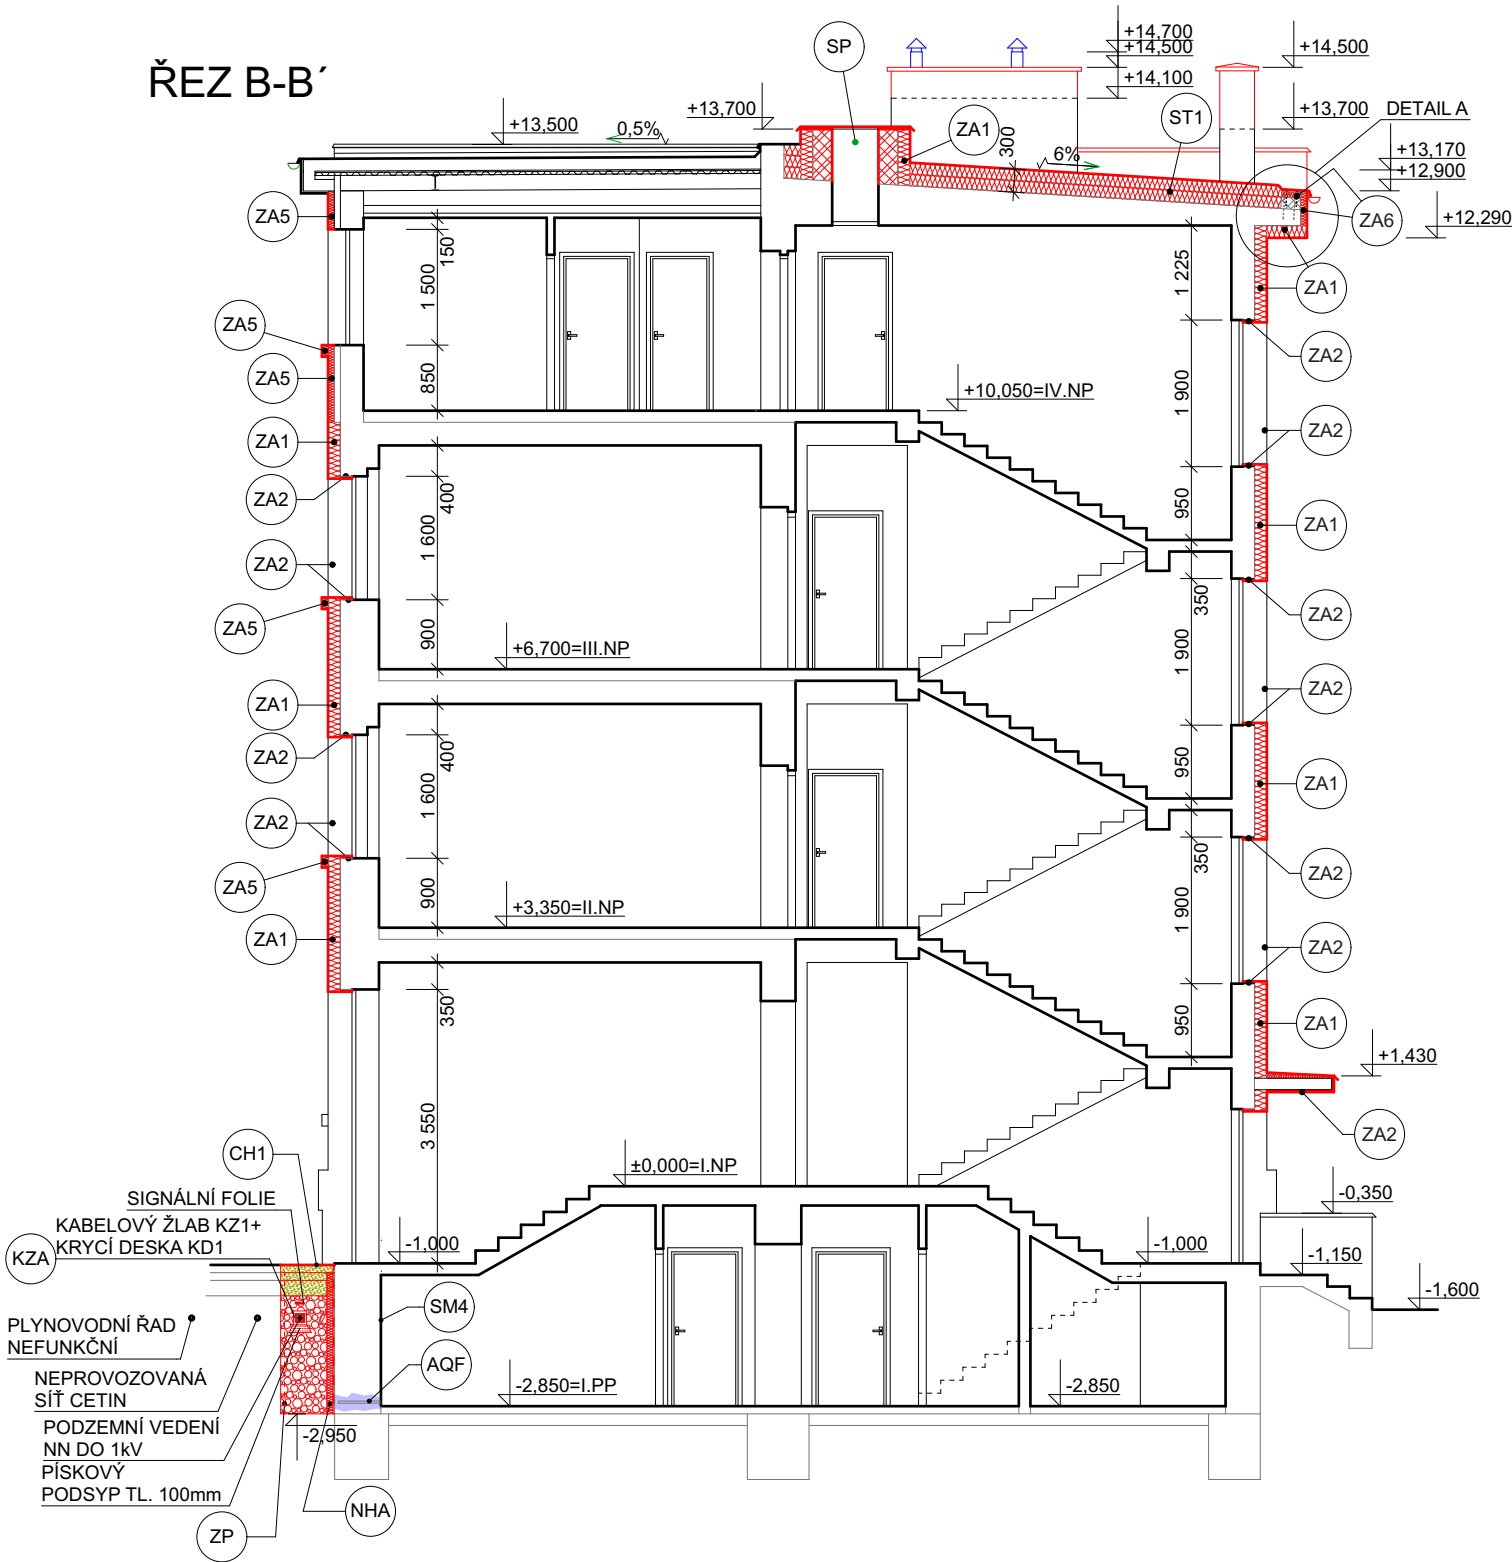 ŘEZ B-B´
SP
+14,700
+14,500
+14,100
+14,500
+13,700
+13,500
0,5%
+13,700
ZA1
300
ST1
6%
DETAIL A
+13,170
+12,900
+12,290
ZA5
ZA6
150
1 500
1 225
ZA1
ZA5
ZA2
ZA5
850
1 900
+10,050=IV.NP
ZA1
ZA2
ZA2
400
950
1 600
ZA1
ZA2
350
ZA2
ZA5
900
+6,700=III.NP
1 900
ZA2
ZA1
ZA2
400
950
1 600
ZA1
ZA2
350
ZA2
ZA5
900
+3,350=II.NP
1 900
ZA1
ZA2
350
950
ZA1
+1,430
3 550
ZA2
CH1
±0,000=I.NP
SIGNÁLNÍ FOLIE
-0,350
KABELOVÝ ŽLAB KZ1+
KRYCÍ DESKA KD1
KZA
-1,000
-1,000
-1,150
-1,600
SM4
PLYNOVODNÍ ŘAD
NEFUNKČNÍ
AQF
NEPROVOZOVANÁ
SÍŤ CETIN
-2,850=I.PP
-2,850
PODZEMNÍ VEDENÍ
NN DO 1kV
-2,950
PÍSKOVÝ
PODSYP TL. 100mm
NHA
ZP